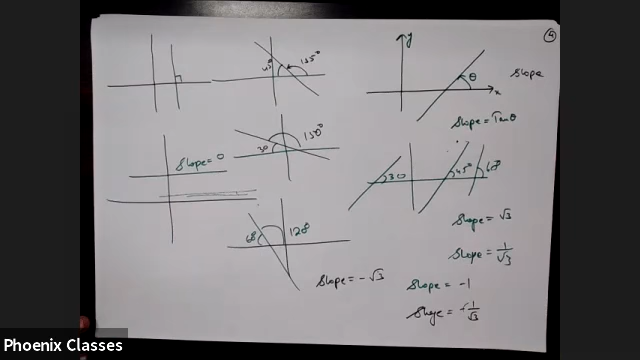 4
y
45°
135°
θ
Slope
x
Slope = Tanθ
30
150°
Slope = 0
30
45°
60°
60
120
Slope = √3
Slope = 1/√3
Slope = -√3
Slope = -1
Slope = -1/√3
Phoenix Classes